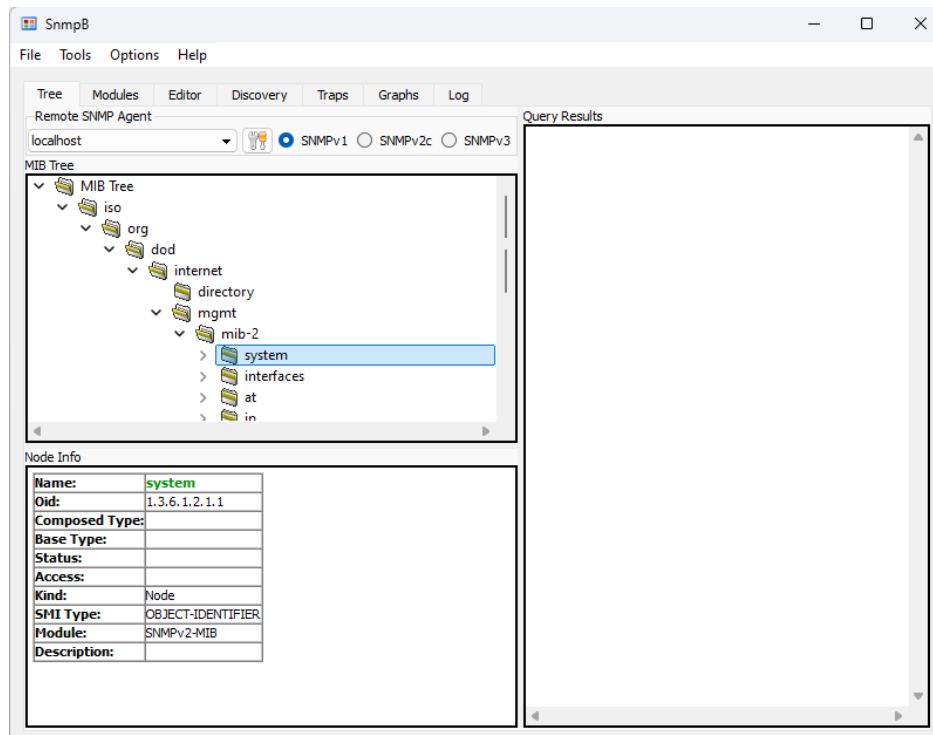 SnmpB
File Tools Options Help
Tree Modules Editor Discovery Traps Graphs Log
Remote SNMP Agent
localhost SNMPv1 SNMPv2c SNMPv3
MIB Tree
MIB Tree
iso
org
dod
internet
directory
mgmt
mib-2
system
interfaces
at
Node Info
Name: system
Oid: 1.3.6.1.2.1.1
Composed Type:
Base Type:
Status:
Access:
Kind: Node
SMI Type: OBJECT-IDENTIFIER
Module: SNMPv2-MIB
Description:
Query Results